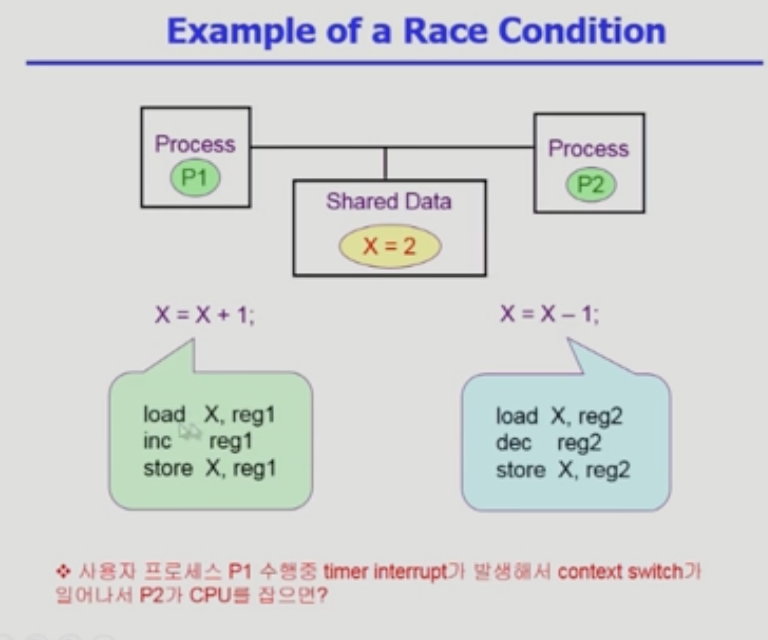 Example of a Race Condition
Process
P1
Process
P2
Shared Data
X = 2
X = X + 1;
X = X – 1;
load X, reg1
inc reg1
store X, reg1
load X, reg2
dec reg2
store X, reg2
❖ 사용자 프로세스 P1 수행중 timer interrupt가 발생해서 context switch가
일어나서 P2가 CPU를 잡으면?